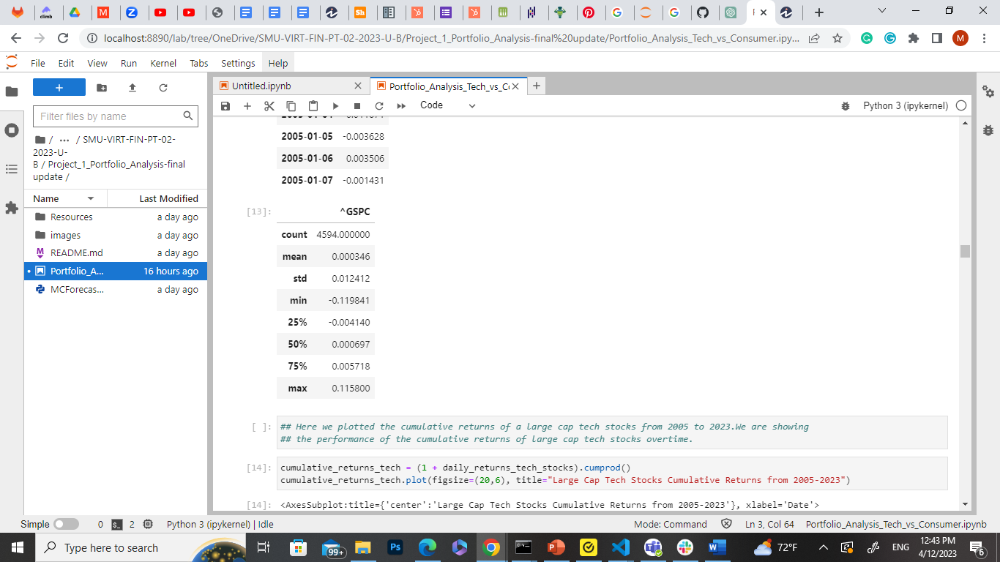 localhost:8890/lab/tree/OneDrive/SMU-VIRT-FIN-PT-02-2023-U-B/Project_1_Portfolio_Analysis-final%20update/Portfolio_Analysis_Tech_vs_Consumer.ipy...
M
File Edit View Run Kernel Tabs Settings Help
Untitled.ipynb
Portfolio_Analysis_Tech_vs_C
Code
Python 3 (ipykernel)
Filter files by name
/ ... / SMU-VIRT-FIN-PT-02-
2023-U-
B / Project_1_Portfolio_Analysis-final
update /
Name Last Modified
Resources a day ago
images a day ago
README.md a day ago
Portfolio_A... 16 hours ago
MCForecas... a day ago
2005-01-05 -0.003628
2005-01-06 0.003506
2005-01-07 -0.001431
[13]: ^GSPC
count 4594.000000
mean 0.000346
std 0.012412
min -0.119841
25% -0.004140
50% 0.000697
75% 0.005718
max 0.115800
[ ]: ## Here we plotted the cumulative returns of a large cap tech stocks from 2005 to 2023.We are showing
## the performance of the cumulative returns of large cap tech stocks overtime.
[14]: cumulative_returns_tech = (1 + daily_returns_tech_stocks).cumprod()
cumulative_returns_tech.plot(figsize=(20,6), title="Large Cap Tech Stocks Cumulative Returns from 2005-2023")
[14]: <AxesSubplot:title={'center':'Large Cap Tech Stocks Cumulative Returns from 2005-2023'}, xlabel='Date'>
Simple 0 2 Python 3 (ipykernel) | Idle Mode: Command Ln 3, Col 64 Portfolio_Analysis_Tech_vs_Consumer.ipynb
Type here to search 99+ 72°F ENG 12:43 PM
4/12/2023 6